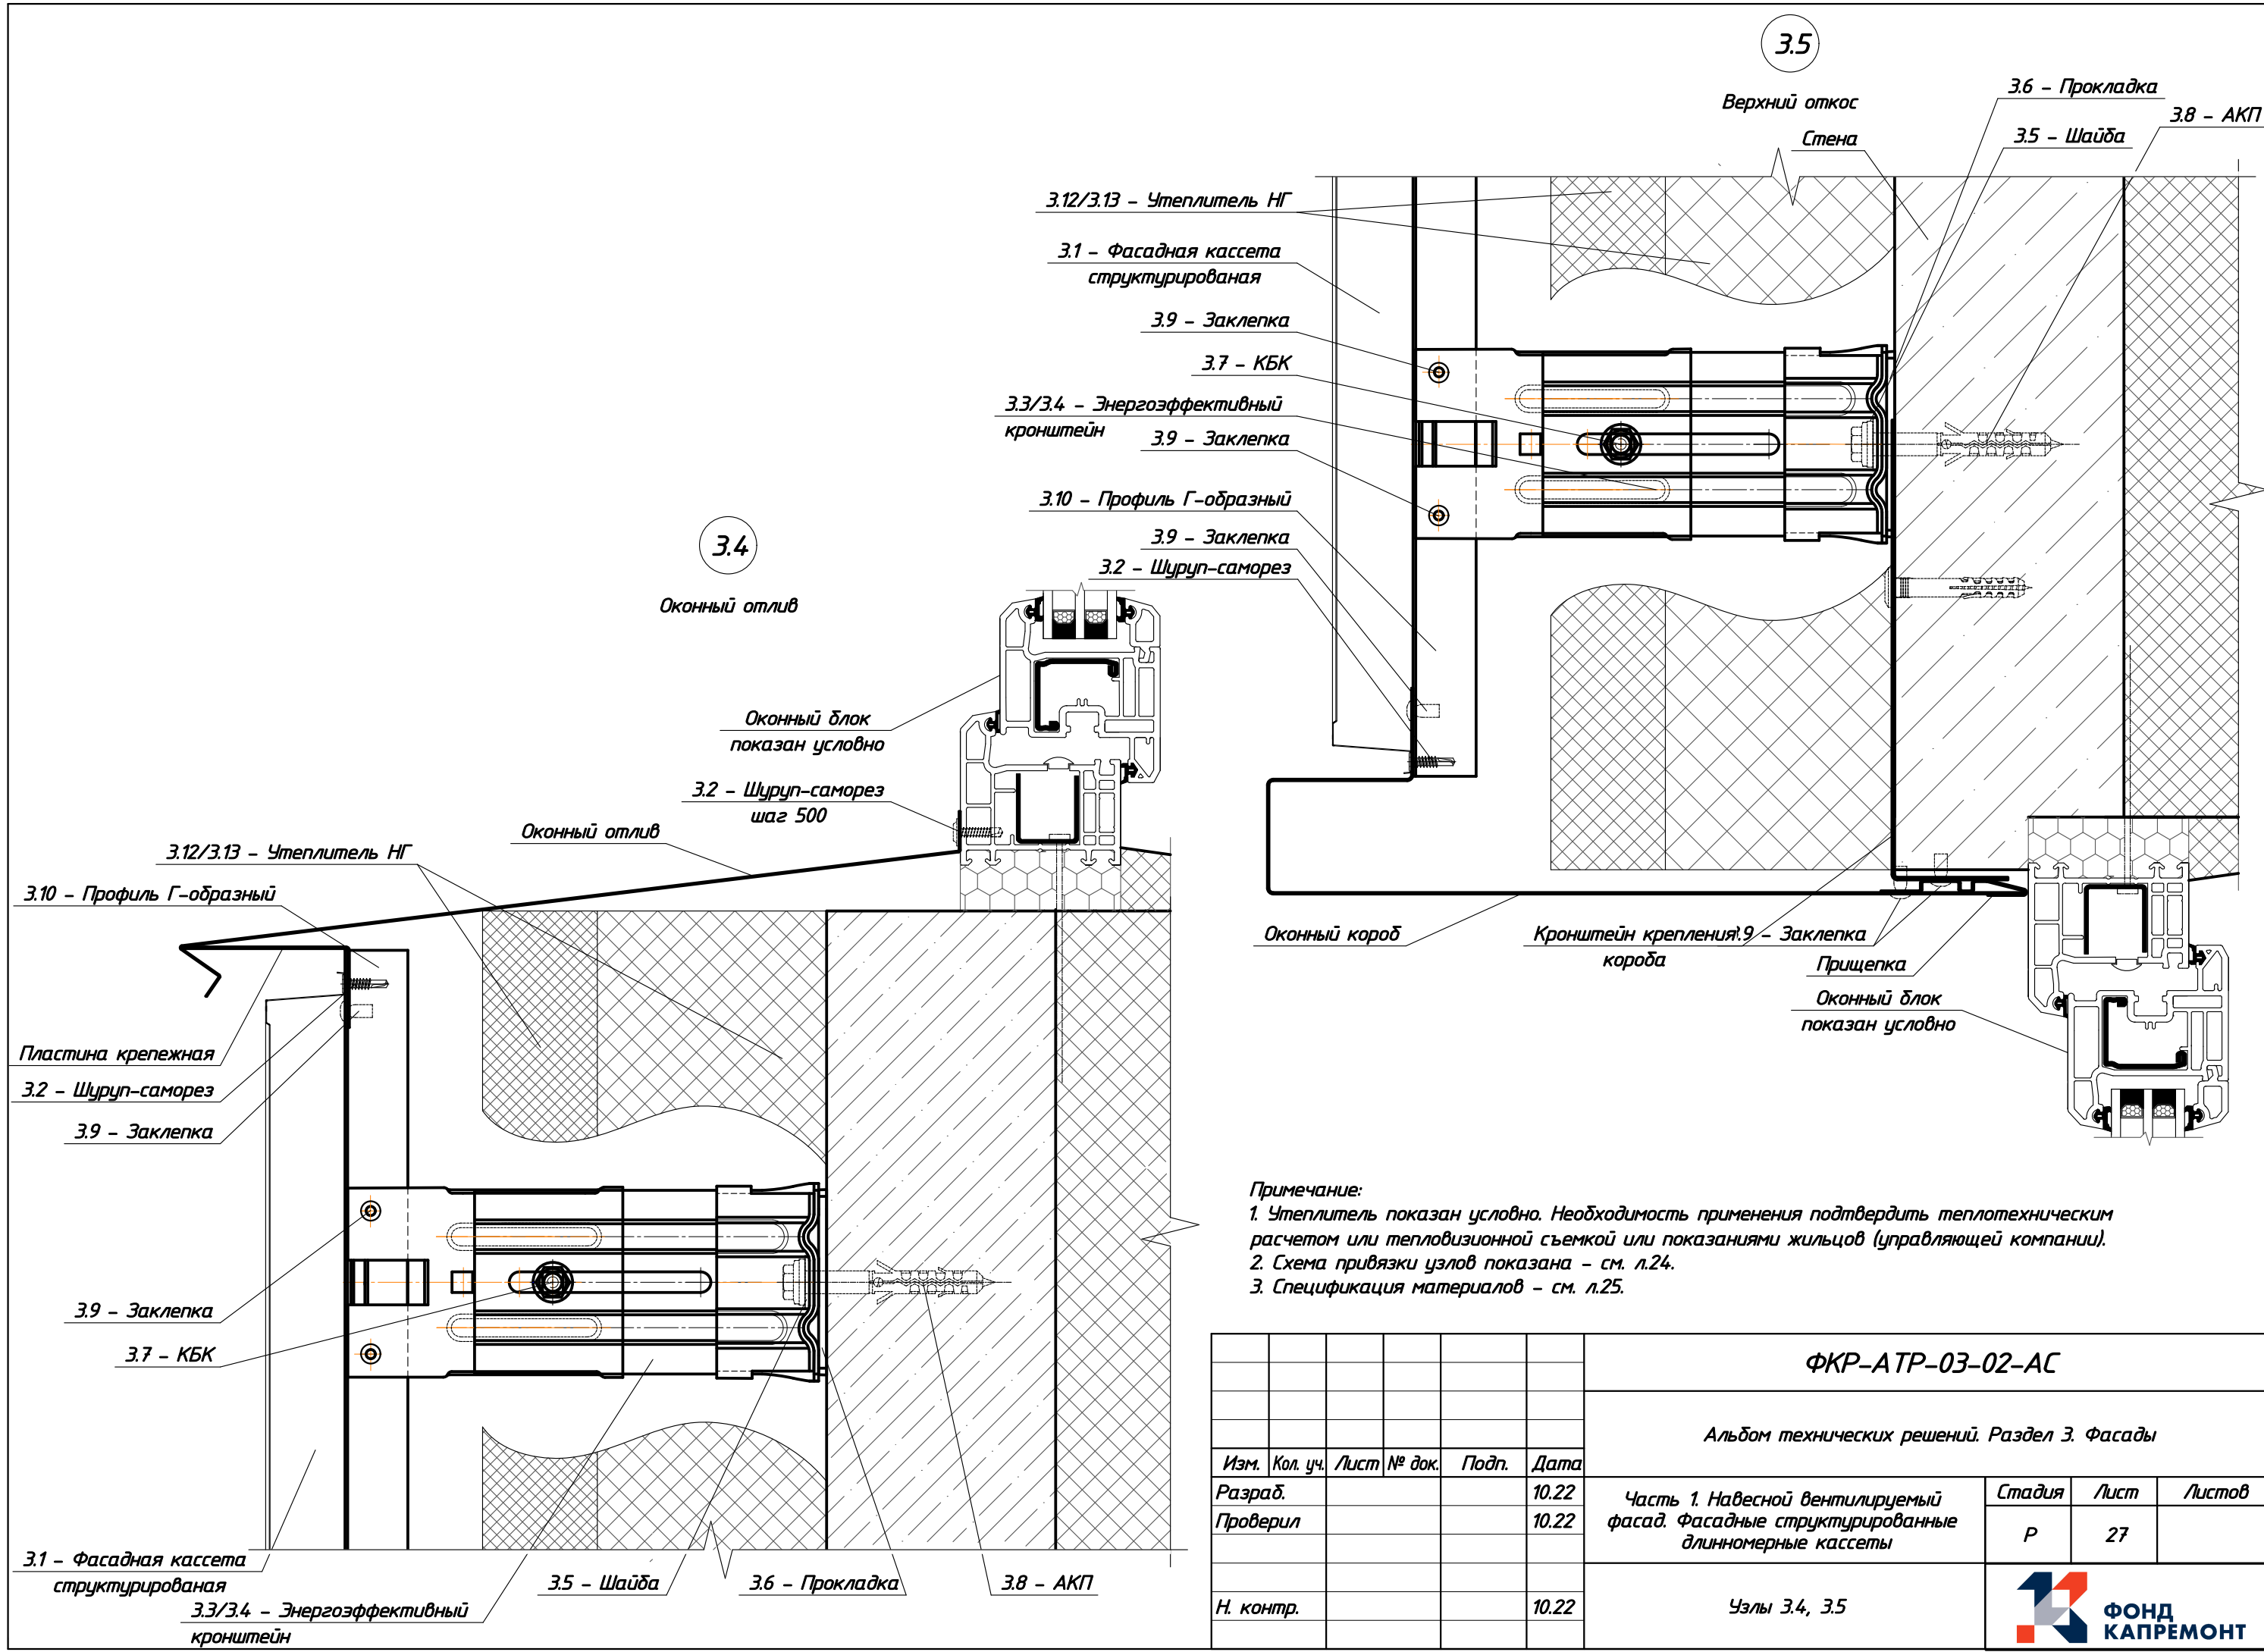 3.5
Верхний откос
Стена
3.6 - Прокладка
3.8 - АКП
3.5 - Шайба
3.12/3.13 - Утеплитель НГ
3.1 - Фасадная кассета
структурированая
3.9 - Заклепка
3.7 - КБК
3.3/3.4 - Энергоэффективный
кронштейн
3.9 - Заклепка
3.10 - Профиль Г-образный
3.9 - Заклепка
3.2 - Шуруп-саморез
Оконный короб
Кронштейн крепления
короба
.9 - Заклепка
Прищепка
Оконный блок
показан условно
3.4
Оконный отлив
Оконный блок
показан условно
3.2 - Шуруп-саморез
шаг 500
Оконный отлив
3.12/3.13 - Утеплитель НГ
3.10 - Профиль Г-образный
Пластина крепежная
3.2 - Шуруп-саморез
3.9 - Заклепка
3.9 - Заклепка
3.7 - КБК
3.1 - Фасадная кассета
структурированая
3.3/3.4 - Энергоэффективный
кронштейн
3.5 - Шайба
3.6 - Прокладка
3.8 - АКП
Примечание:
1. Утеплитель показан условно. Необходимость применения подтвердить теплотехническим
расчетом или тепловизионной съемкой или показаниями жильцов (управляющей компании).
2. Схема привязки узлов показана - см. л.24.
3. Спецификация материалов - см. л.25.
ФКР-АТР-03-02-АС
Альбом технических решений. Раздел 3. Фасады
Изм. Кол. уч. Лист № док. Подп. Дата
Разраб. 10.22
Проверил 10.22
Н. контр. 10.22
Часть 1. Навесной вентилируемый
фасад. Фасадные структурированные
длинномерные кассеты
Стадия Лист Листов
Р 27
Узлы 3.4, 3.5
ФОНД
КАПРЕМОНТ